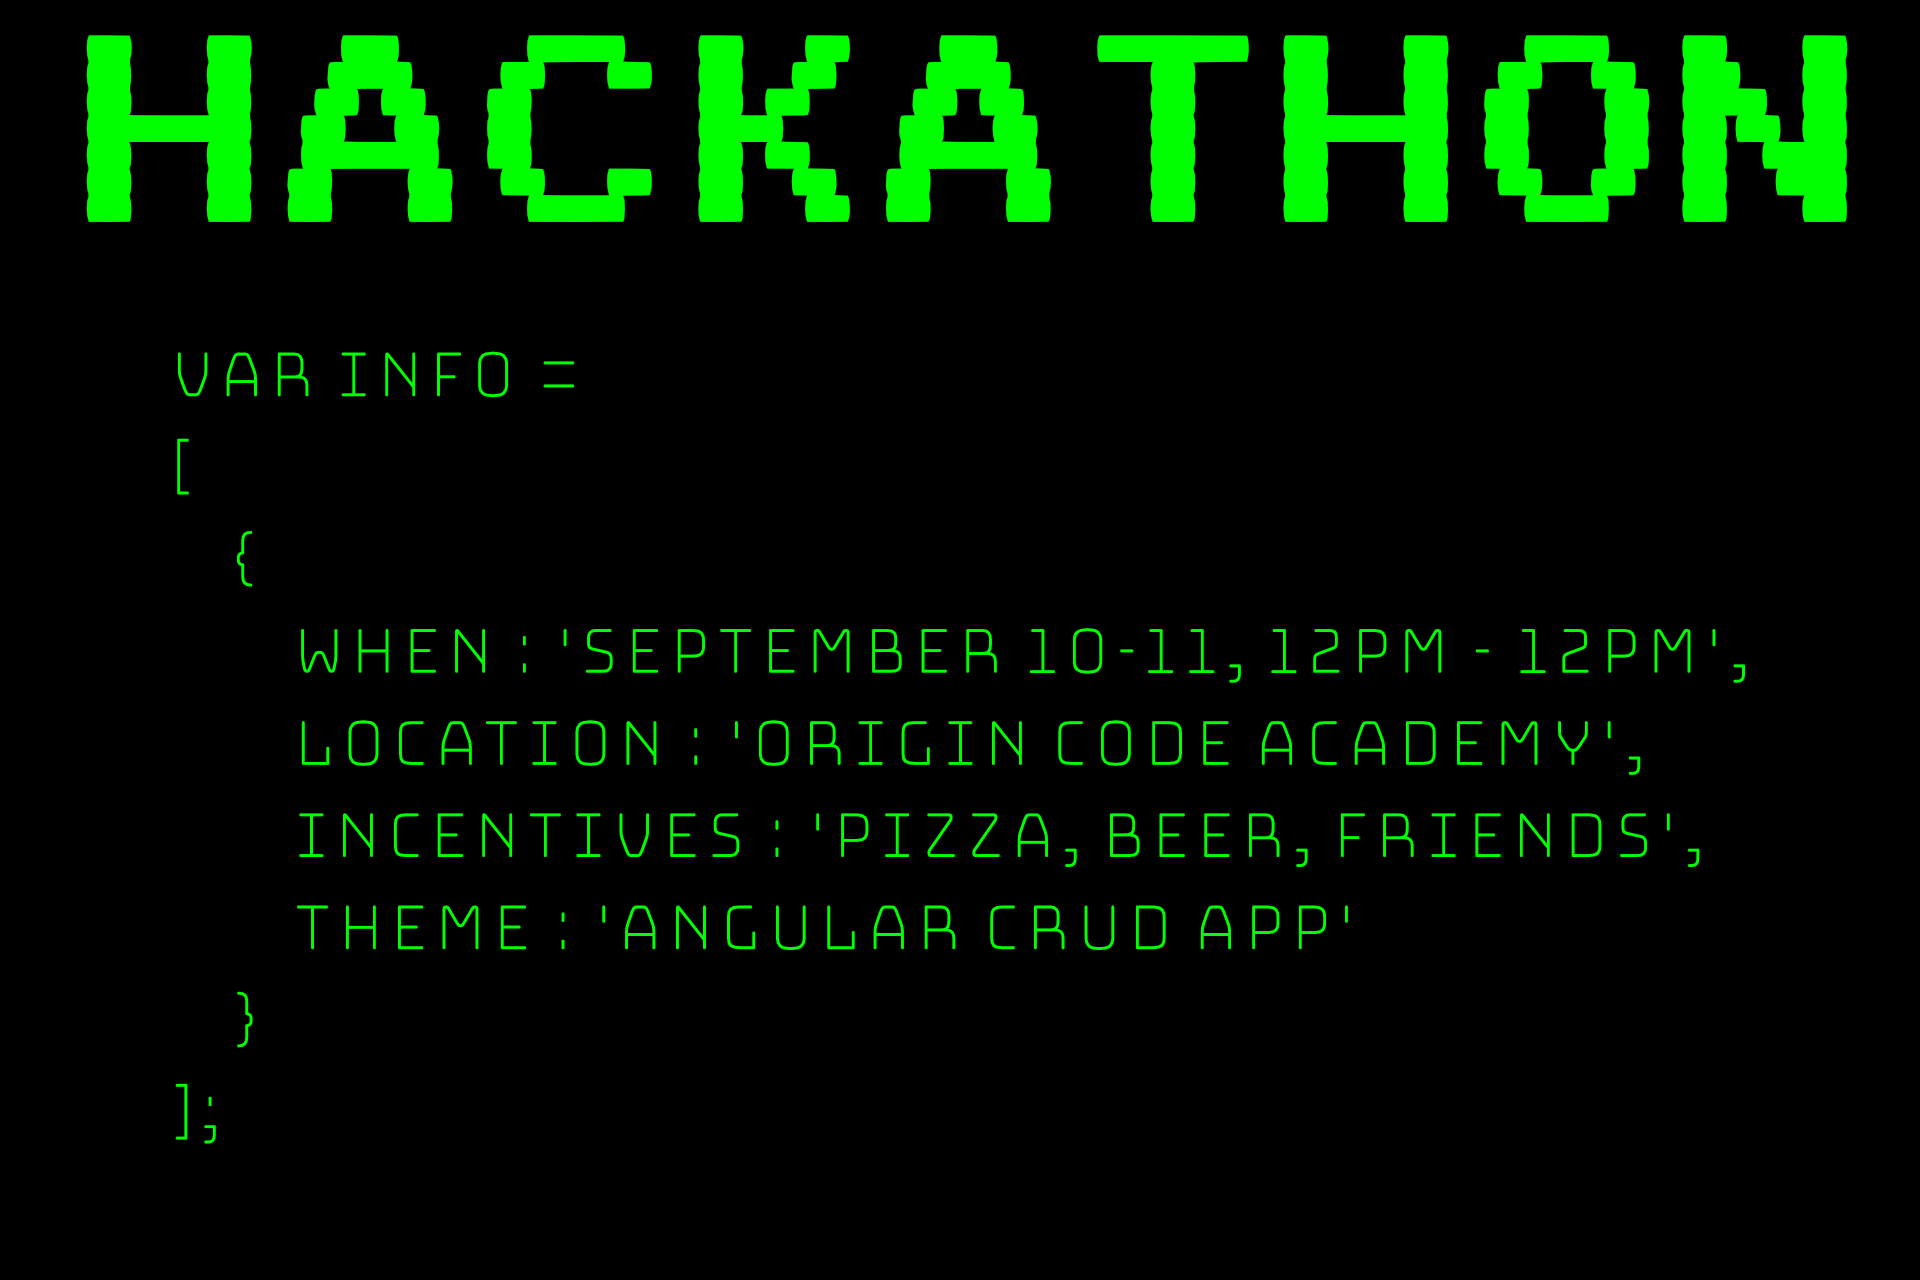 HACKATHON
VAR INFO =
[
{
WHEN : 'SEPTEMBER 10-11, 12PM - 12PM',
LOCATION : 'ORIGIN CODE ACADEMY',
INCENTIVES : 'PIZZA, BEER, FRIENDS',
THEME : 'ANGULAR CRUD APP'
}
];